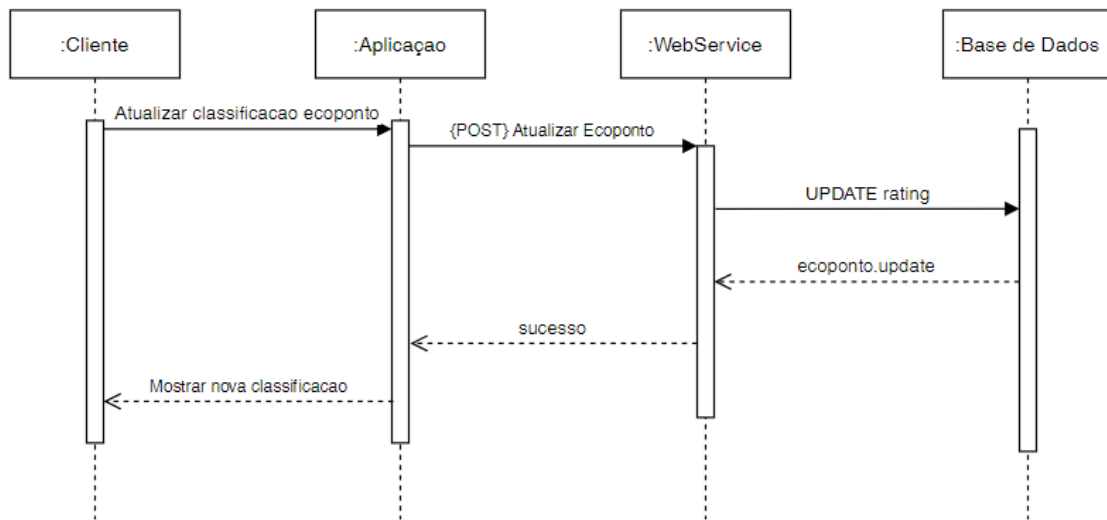 :Cliente
:Aplicaçao
:WebService
:Base de Dados
Atualizar classificacao ecoponto
{POST} Atualizar Ecoponto
UPDATE rating
ecoponto.update
sucesso
Mostrar nova classificacao